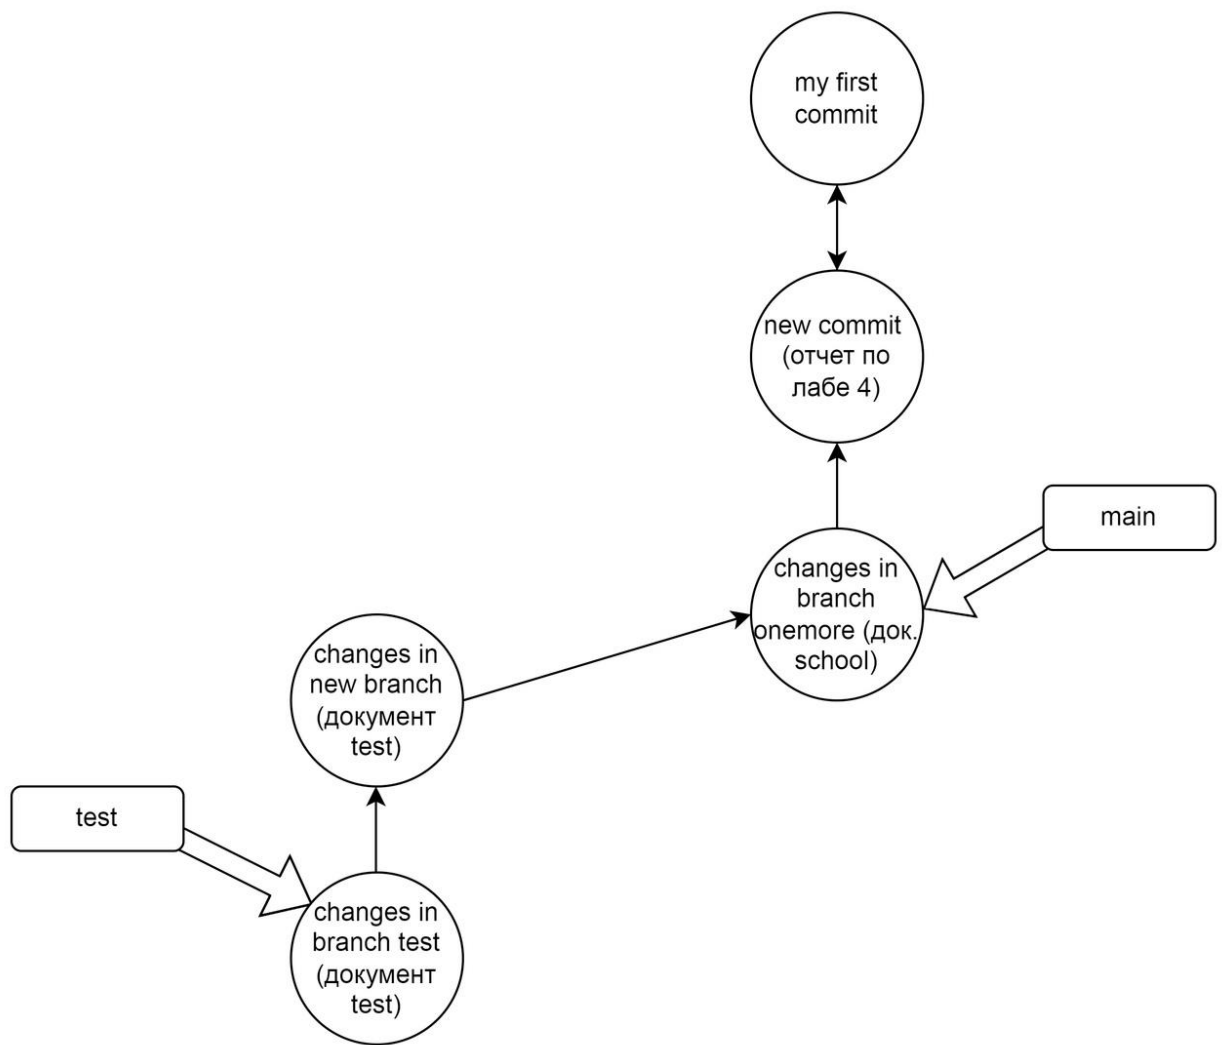 my first
commit
new commit
(отчет по
лабе 4)
main
changes in
branch
onemore (док.
school)
changes in
new branch
(документ
test)
test
changes in
branch test
(документ
test)